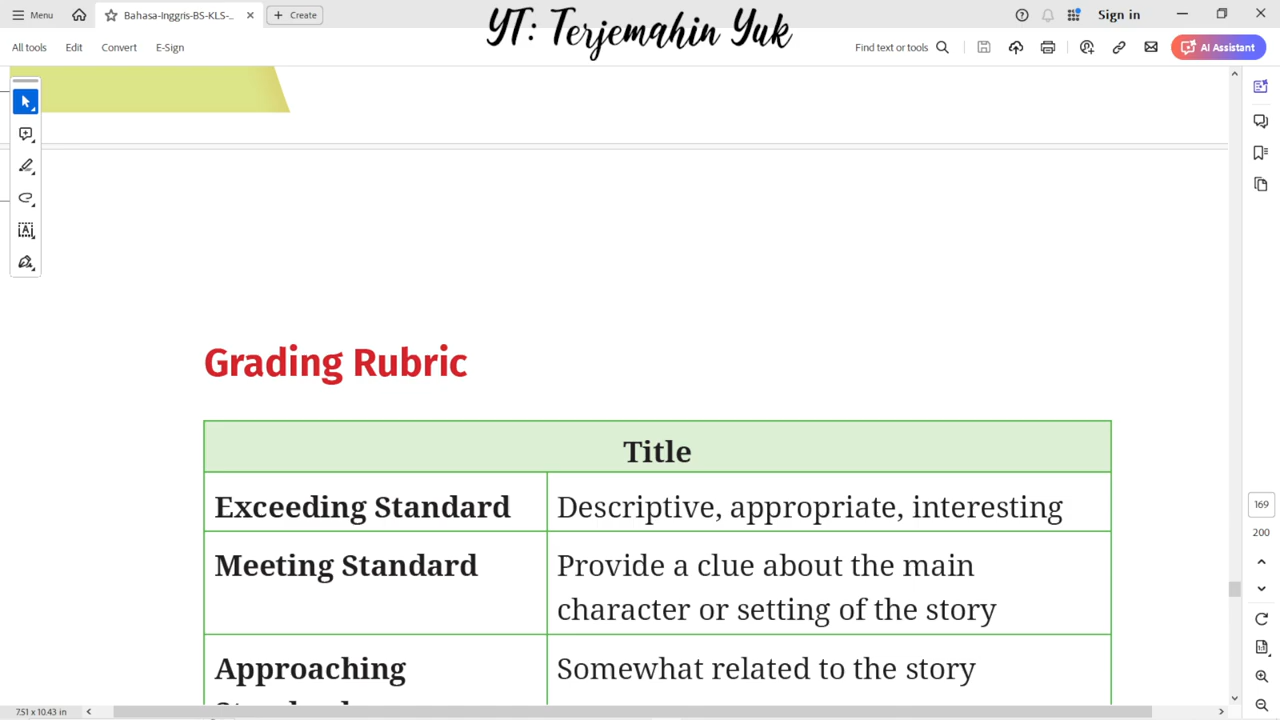 Menu
Bahasa-Inggris-BS-KLS-...
Create
YT: Terjemahin Yuk
Sign in
All tools
Edit
Convert
E-Sign
Find text or tools
AI Assistant
Grading Rubric
Title
Exceeding Standard
Descriptive, appropriate, interesting
Meeting Standard
Provide a clue about the main
character or setting of the story
Approaching
Somewhat related to the story
169
200
7.51 x 10.43 in